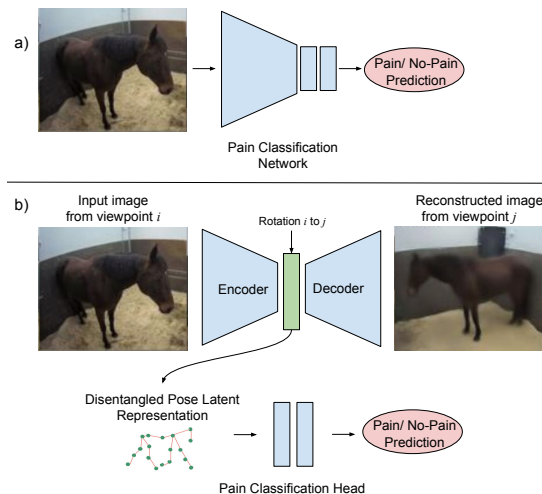 a)
Pain/ No-Pain
Prediction
Pain Classification
Network
b)
Input image
from viewpoint i
Rotation i to j
Reconstructed image
from viewpoint j
Encoder
Decoder
Disentangled Pose Latent
Representation
Pain/ No-Pain
Prediction
Pain Classification Head